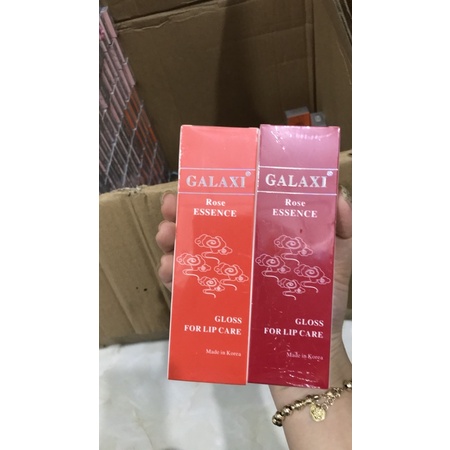 GALAXI
Rose
ESSENCE
GLOSS
FOR LIP CARE
Made in Korea
GALAXI
Rose
ESSENCE
GLOSS
FOR LIP CARE
Made in Korea